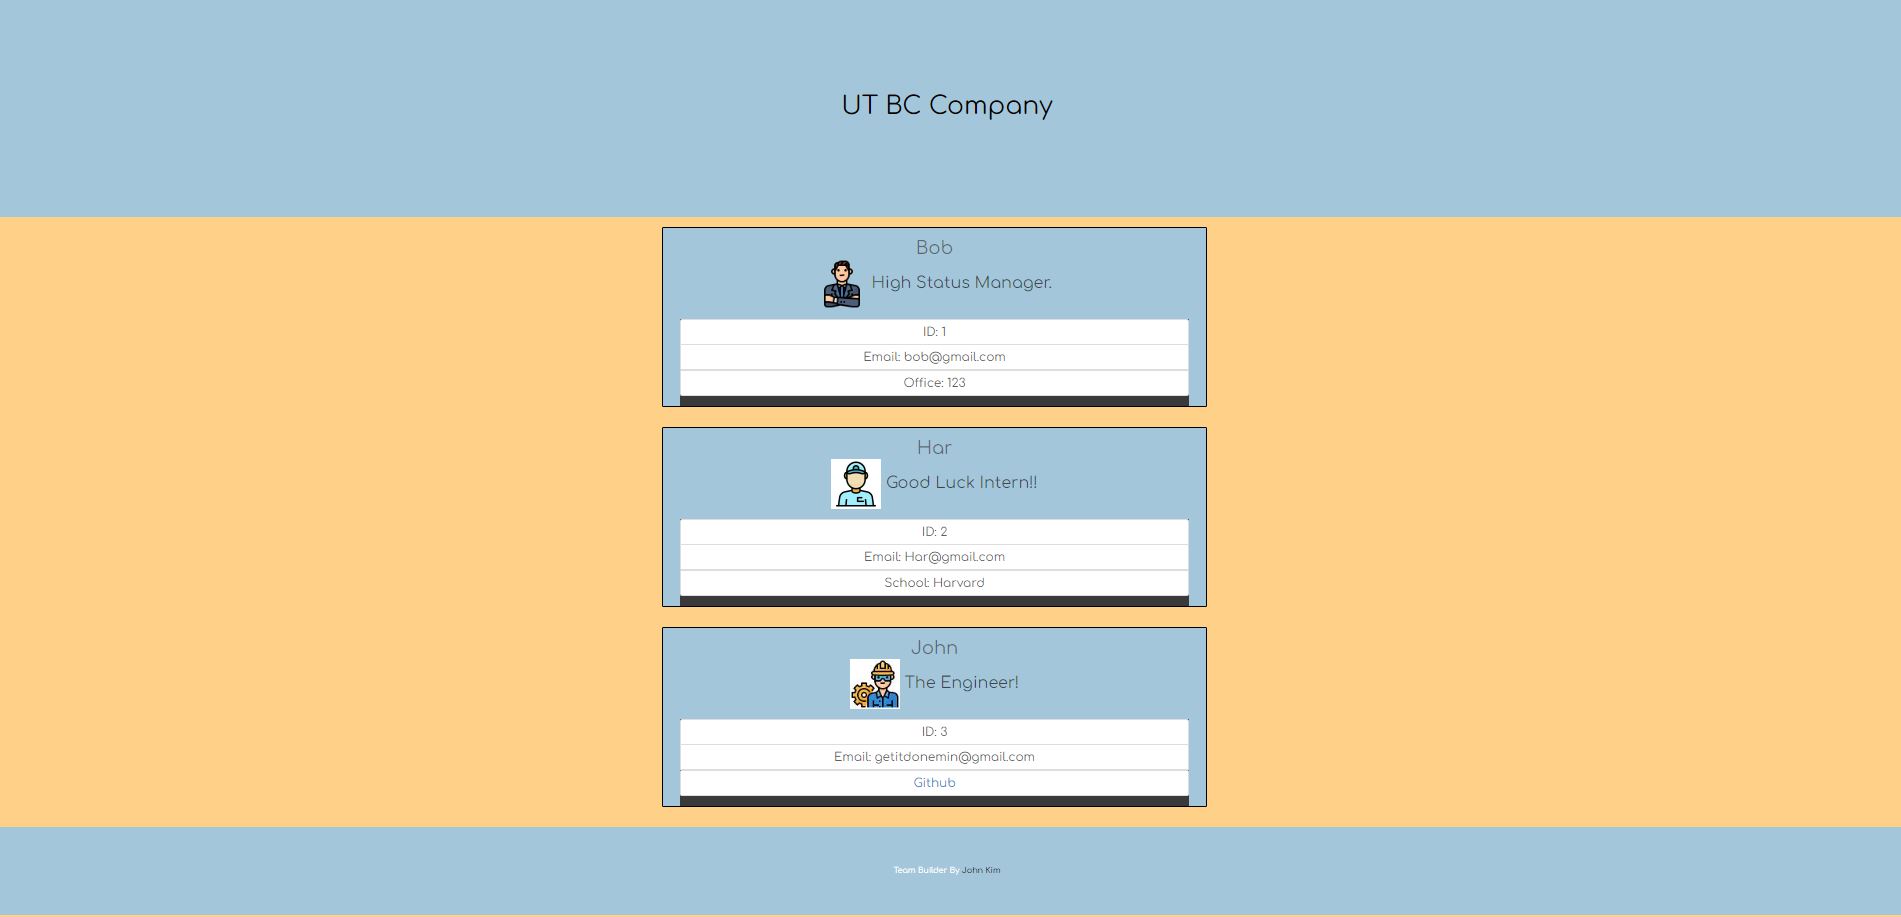 UT BC Company
Bob
High Status Manager.
ID: 1
Email: bob@gmail.com
Office: 123
Har
Good Luck Intern!!
ID: 2
Email: Har@gmail.com
School: Harvard
John
The Engineer!
ID: 3
Email: getitdonemin@gmail.com
Github
Team Builder By John Kim